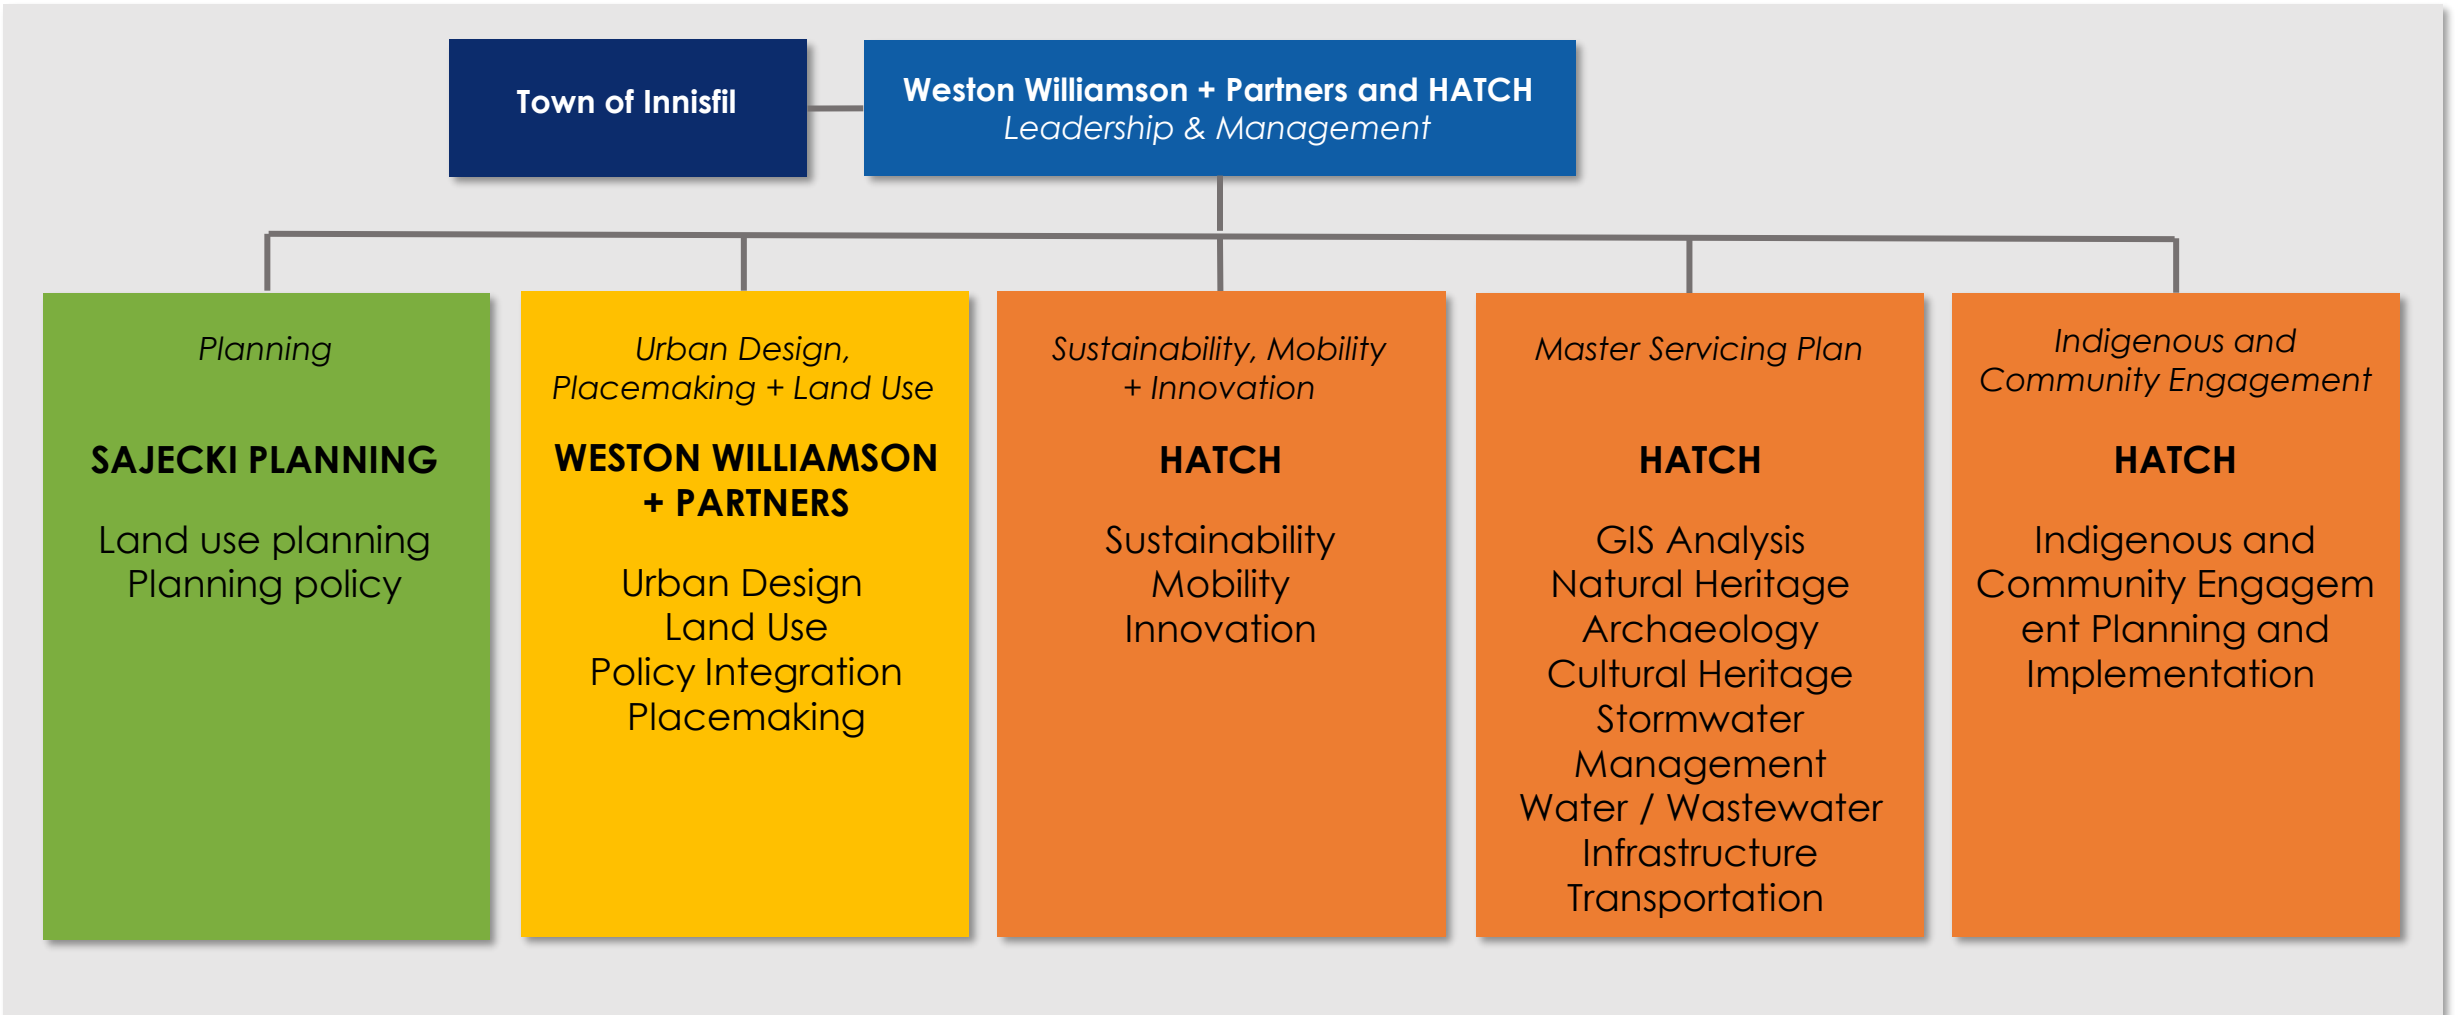 Town of Innisfil
Weston Williamson + Partners and HATCH
Leadership & Management
Planning
SAJECKI PLANNING
Land use planning
Planning policy
Urban Design,
Placemaking + Land Use
WESTON WILLIAMSON
+ PARTNERS
Urban Design
Land Use
Policy Integration
Placemaking
Sustainability, Mobility
+ Innovation
HATCH
Sustainability
Mobility
Innovation
Master Servicing Plan
HATCH
GIS Analysis
Natural Heritage
Archaeology
Cultural Heritage
Stormwater
Management
Water / Wastewater
Infrastructure
Transportation
Indigenous and
Community Engagement
HATCH
Indigenous and
Community Engagem
ent Planning and
Implementation